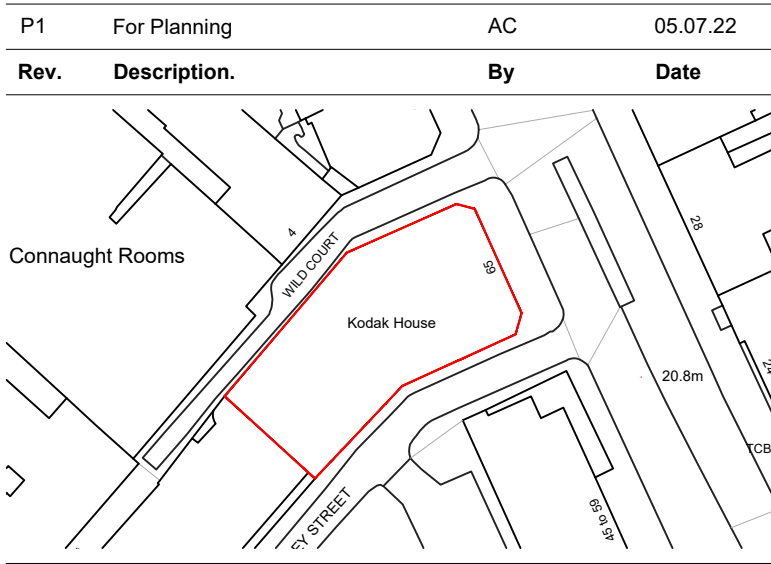 P1 For Planning AC 05.07.22
Rev. Description. By Date
4
28
WILD COURT
Connaught Rooms
65
Kodak House
24
20.8m
TCB
EY STREET
45 to 59